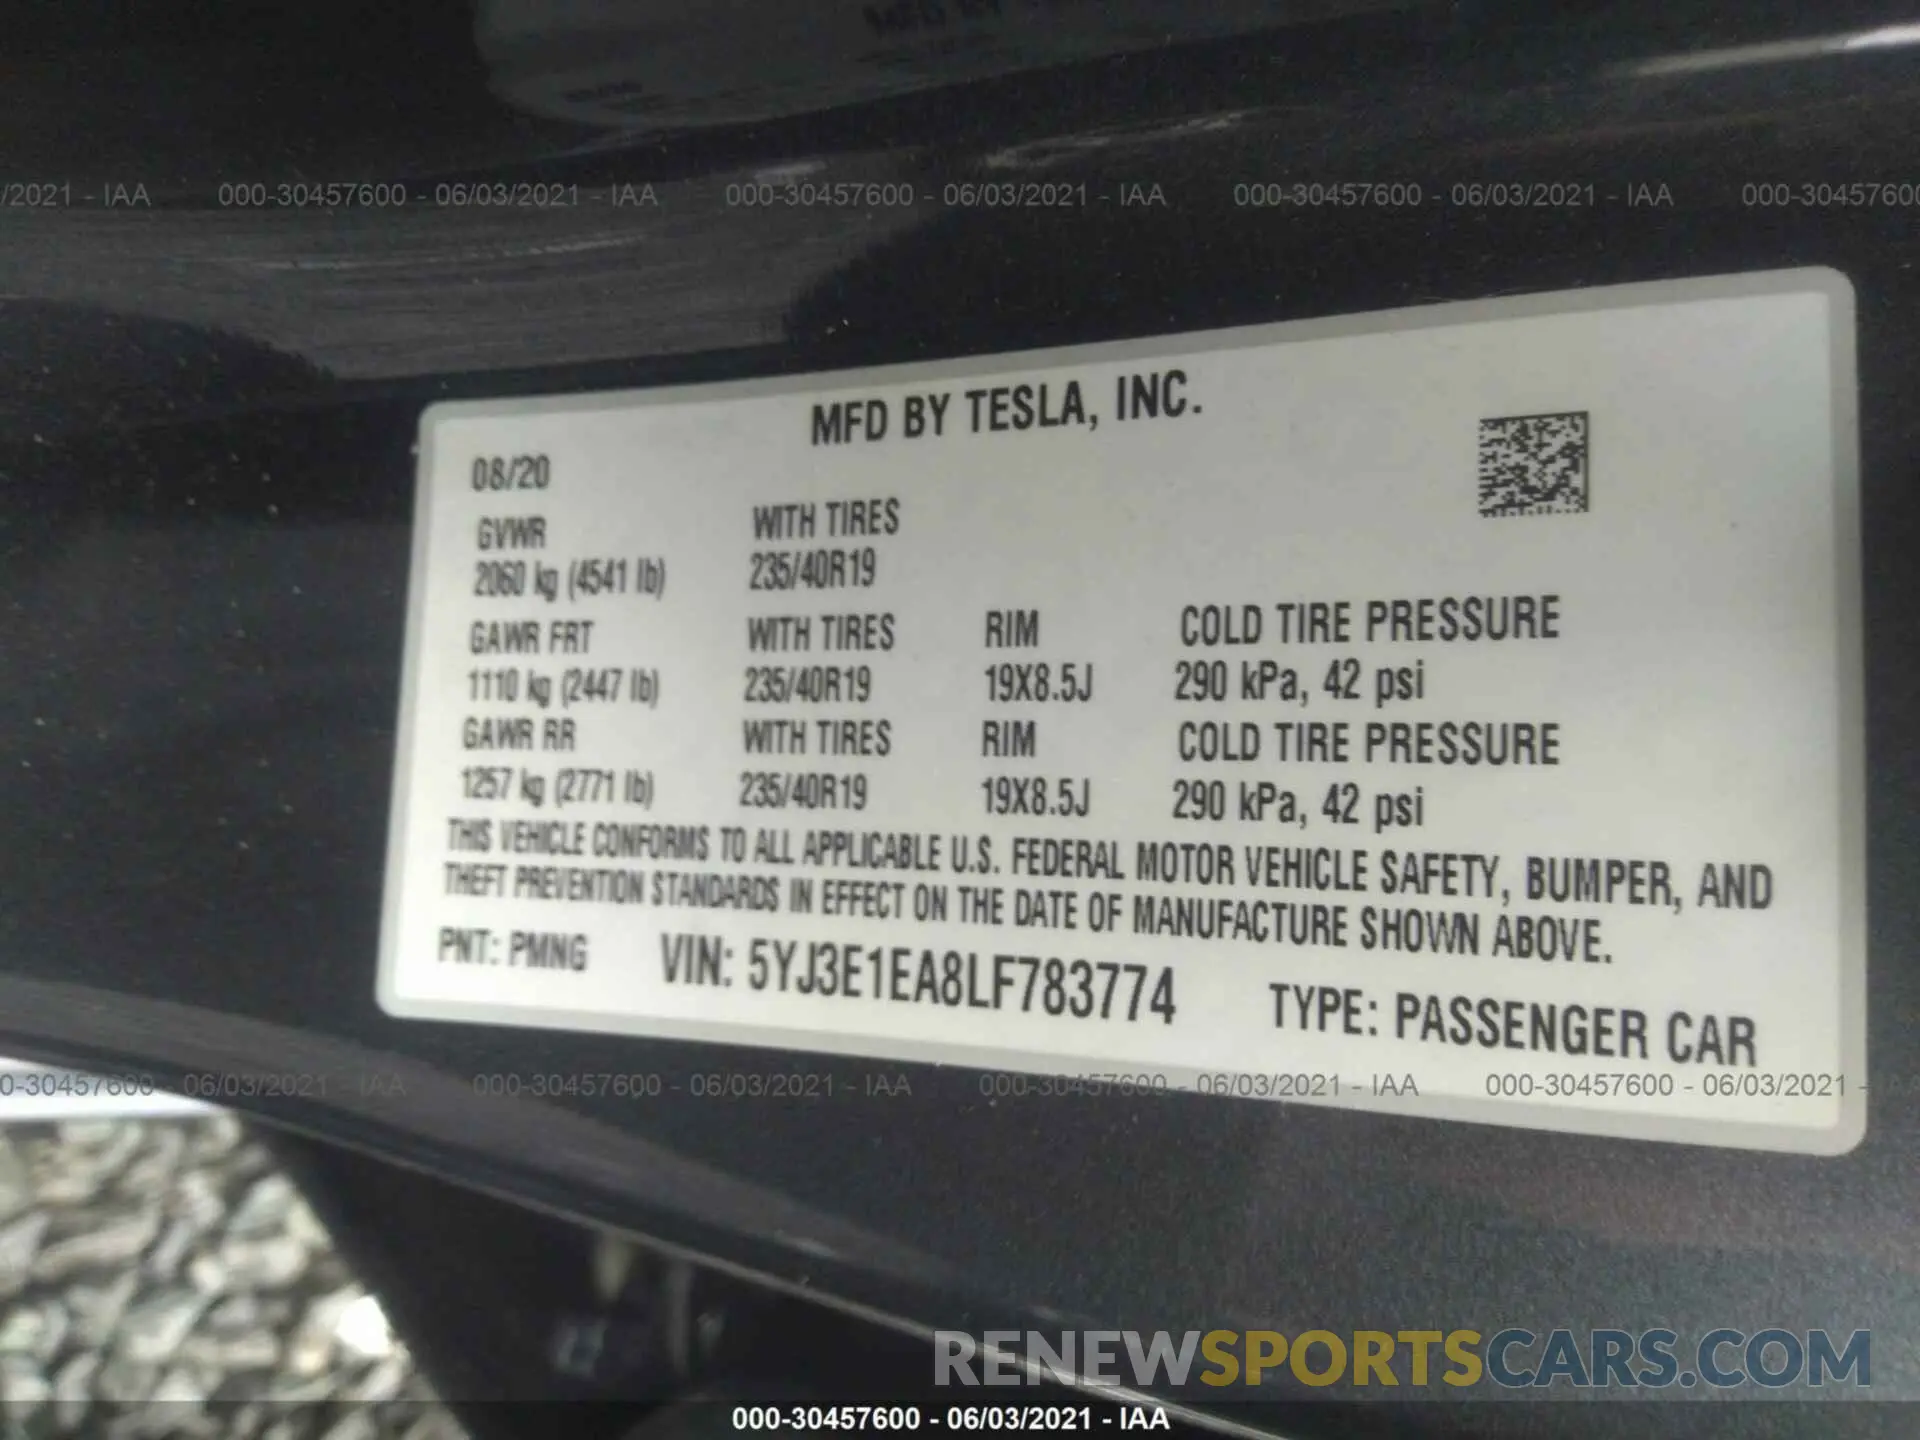 /2021 - IAA 000-30457600 - 06/03/2021 - IAA 000-30457600 - 06/03/2021 - IAA 000-30457600 - 06/03/2021 - IAA 000-3045760
MFD BY TESLA, INC.
08/20
GVWR WITH TIRES
2060 kg (4541 lb) 235/40R19
GAWR FRT WITH TIRES RIM COLD TIRE PRESSURE
1110 kg (2447 lb) 235/40R19 19X8.5J 290 kPa, 42 psi
GAWR RR WITH TIRES RIM COLD TIRE PRESSURE
1257 kg (2771 lb) 235/40R19 19X8.5J 290 kPa, 42 psi
THIS VEHICLE CONFORMS TO ALL APPLICABLE U.S. FEDERAL MOTOR VEHICLE SAFETY, BUMPER, AND
THEFT PREVENTION STANDARDS IN EFFECT ON THE DATE OF MANUFACTURE SHOWN ABOVE.
PNT: PMNG VIN: 5YJ3E1EA8LF783774 TYPE: PASSENGER CAR
0-30457600 - 06/03/2021 - IAA 000-30457600 - 06/03/2021 - IAA 000-30457600 - 06/03/2021 - IAA 000-30457600 - 06/03/2021 - IAA
RENEWSPORTSCARS.COM
000-30457600 - 06/03/2021 - IAA